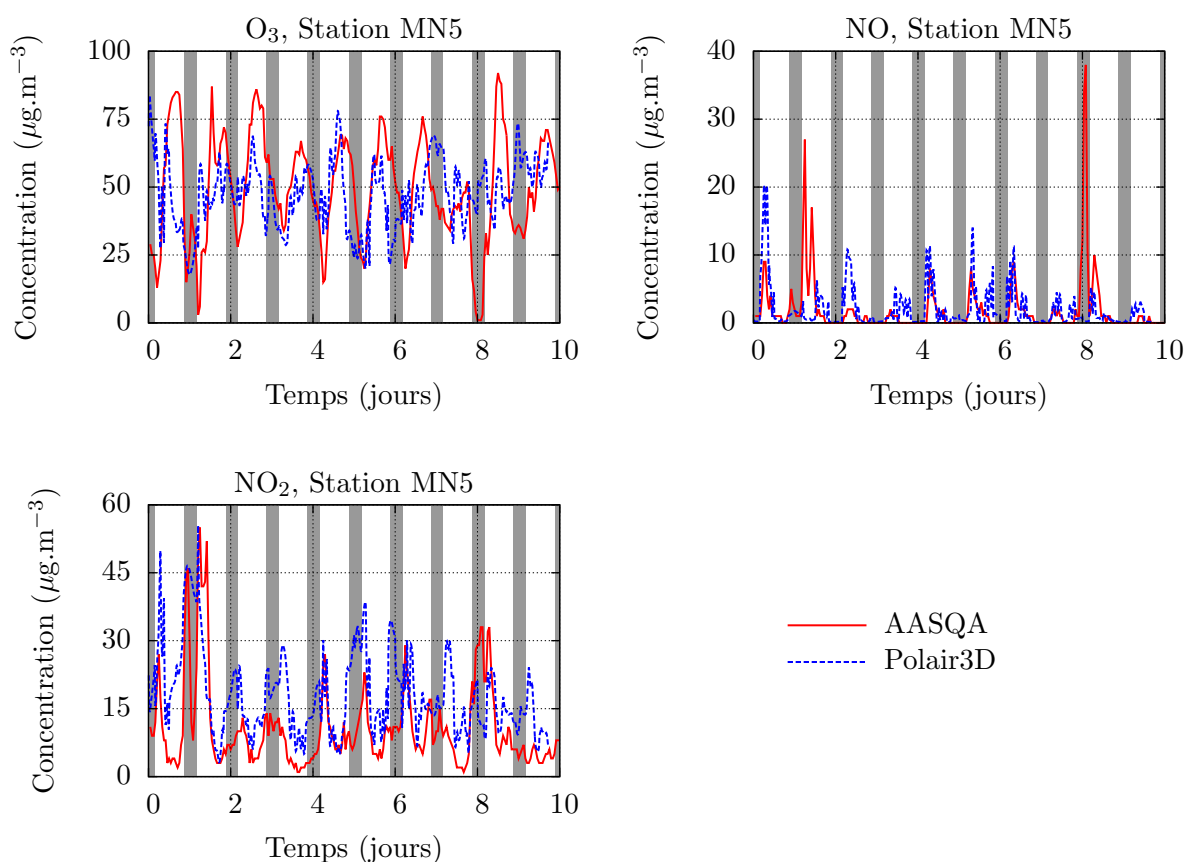 O₃, Station MN5
Concentration (μg.m⁻³)
100
75
50
25
0
0 2 4 6 8 10
Temps (jours)
NO, Station MN5
Concentration (μg.m⁻³)
40
30
20
10
0
0 2 4 6 8 10
Temps (jours)
NO₂, Station MN5
Concentration (μg.m⁻³)
60
45
30
15
0
0 2 4 6 8 10
Temps (jours)
AASQA
Polair3D